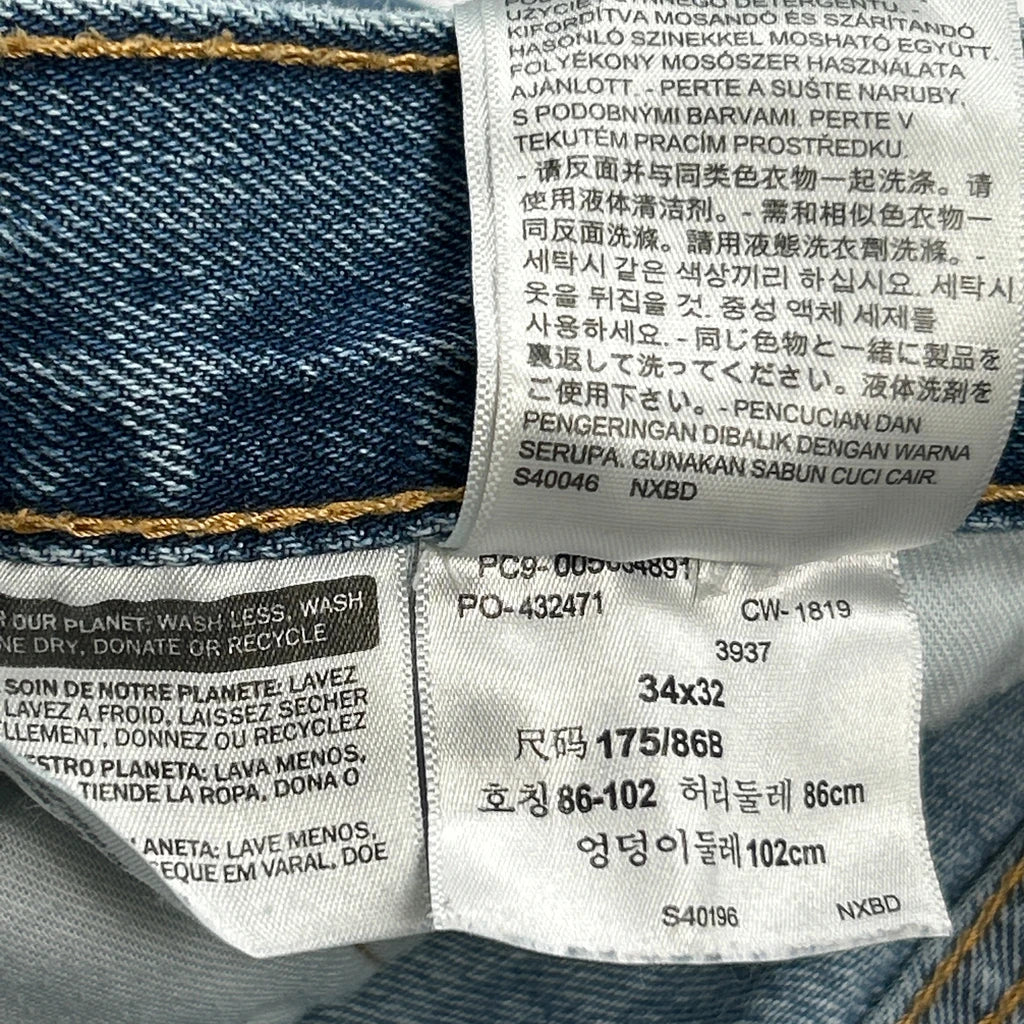 UŻYCIE
KIFORDÍTVA MOSANDÓ ÉS SZÁRÍTANDÓ
HASONLÓ SZINEKKEL MOSHATÓ EGYÜTT.
FOLYÉKONY MOSÓSZER HASZNÁLATA
AJÁNLOTT. - PERTE A SUŠTE NARUBY,
S PODOBNÝMI BARVAMI. PERTE V
TEKUTÉM PRACÍM PROSTŘEDKU.
- 请反面并与同类色衣物一起洗涤。请
使用液体清洁剂。- 需和相似色衣物一
同反面洗滌。請用液態洗衣劑洗滌。-
세탁시 같은 색상끼리 하십시요. 세탁시
옷을 뒤집을 것. 중성 액체 세제를
사용하세요. - 同じ色物と一緒に製品を
裏返して洗ってください。液体洗剤を
ご使用下さい。- PENCUCIAN DAN
PENGERINGAN DIBALIK DENGAN WARNA
SERUPA. GUNAKAN SABUN CUCI CAIR.
S40046 NXBD
OUR PLANET: WASH LESS, WASH
DRY, DONATE OR RECYCLE
SOIN DE NOTRE PLANETE: LAVEZ
LAVEZ A FROID, LAISSEZ SECHER
DONNEZ OU RECYCLEZ
PLANETA: LAVA MENOS,
TIENDE LA ROPA, DONA O
LAVE MENOS,
EM VARAL, DOE
PO-432471 CW-1819
3937
34x32
尺码 175/86B
호칭 86-102 허리둘레 86cm
엉덩이둘레 102cm
S40196 NXBD